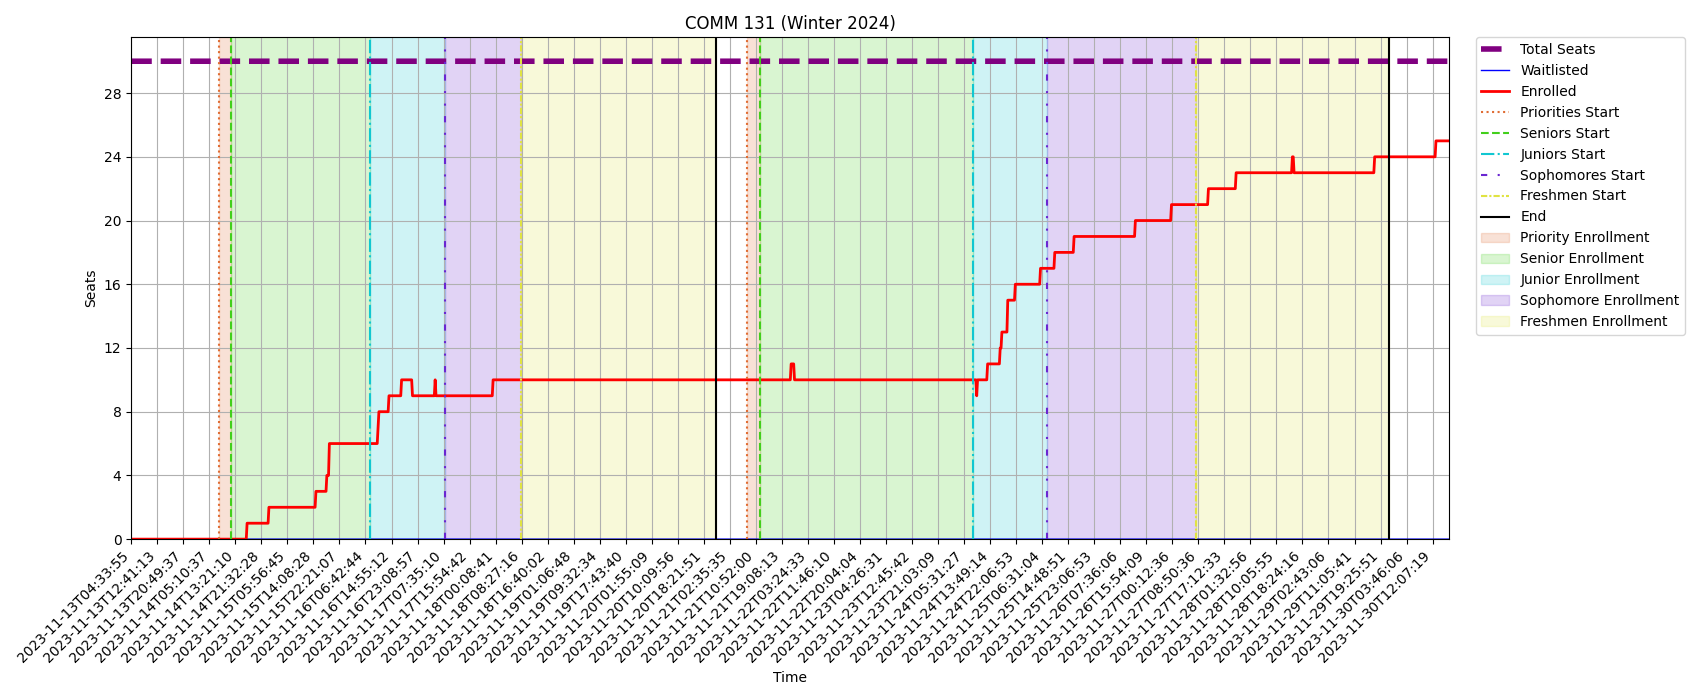 COMM 131 (Winter 2024)
Seats
28
24
20
16
12
8
4
0
2023-11-13T04:33:55
2023-11-13T12:41:13
2023-11-13T20:49:37
2023-11-14T05:10:37
2023-11-14T13:21:10
2023-11-14T21:32:28
2023-11-15T05:56:45
2023-11-15T14:08:28
2023-11-15T22:21:07
2023-11-16T06:42:44
2023-11-16T14:55:12
2023-11-16T23:08:57
2023-11-17T07:35:10
2023-11-17T15:54:42
2023-11-18T00:08:41
2023-11-18T08:27:16
2023-11-18T16:40:02
2023-11-19T01:06:48
2023-11-19T09:32:34
2023-11-19T17:43:40
2023-11-20T01:55:09
2023-11-20T10:09:56
2023-11-20T18:21:51
2023-11-21T02:35:35
2023-11-21T10:52:00
2023-11-21T19:08:13
2023-11-22T03:24:33
2023-11-22T11:46:10
2023-11-22T20:04:04
2023-11-23T04:26:31
2023-11-23T12:45:42
2023-11-23T21:03:09
2023-11-24T05:31:27
2023-11-24T13:49:14
2023-11-24T22:06:53
2023-11-25T06:31:04
2023-11-25T14:48:51
2023-11-25T23:06:53
2023-11-26T07:36:06
2023-11-26T15:54:09
2023-11-27T00:12:36
2023-11-27T08:50:36
2023-11-27T17:12:33
2023-11-28T01:32:56
2023-11-28T10:05:55
2023-11-28T18:24:16
2023-11-29T02:43:06
2023-11-29T11:05:41
2023-11-29T19:25:51
2023-11-30T03:46:06
2023-11-30T12:07:19
Time
Total Seats
Waitlisted
Enrolled
Priorities Start
Seniors Start
Juniors Start
Sophomores Start
Freshmen Start
End
Priority Enrollment
Senior Enrollment
Junior Enrollment
Sophomore Enrollment
Freshmen Enrollment